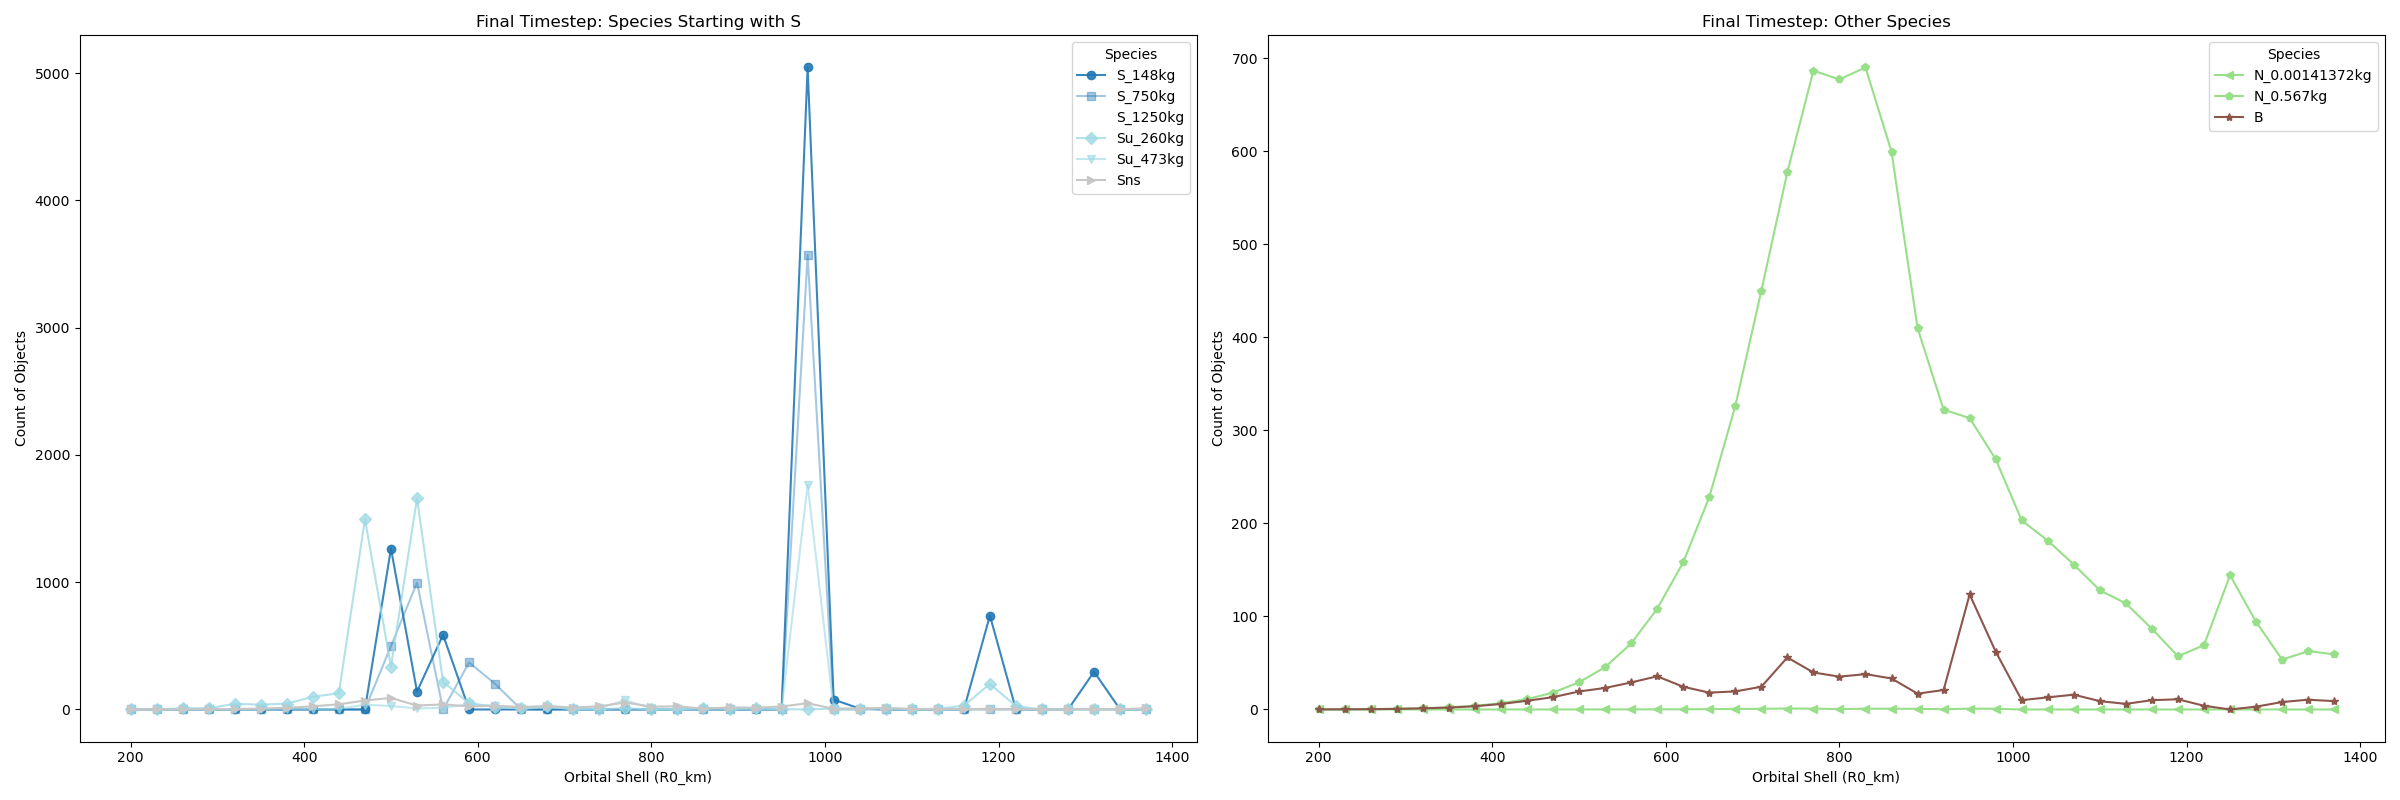 Final Timestep: Species Starting with S
Count of Objects
5000
4000
3000
2000
1000
0
200
400
600
800
1000
1200
1400
Orbital Shell (R0_km)
Species
S_148kg
S_750kg
S_1250kg
Su_260kg
Su_473kg
Sns
Final Timestep: Other Species
Count of Objects
700
600
500
400
300
200
100
0
200
400
600
800
1000
1200
1400
Orbital Shell (R0_km)
Species
N_0.00141372kg
N_0.567kg
B